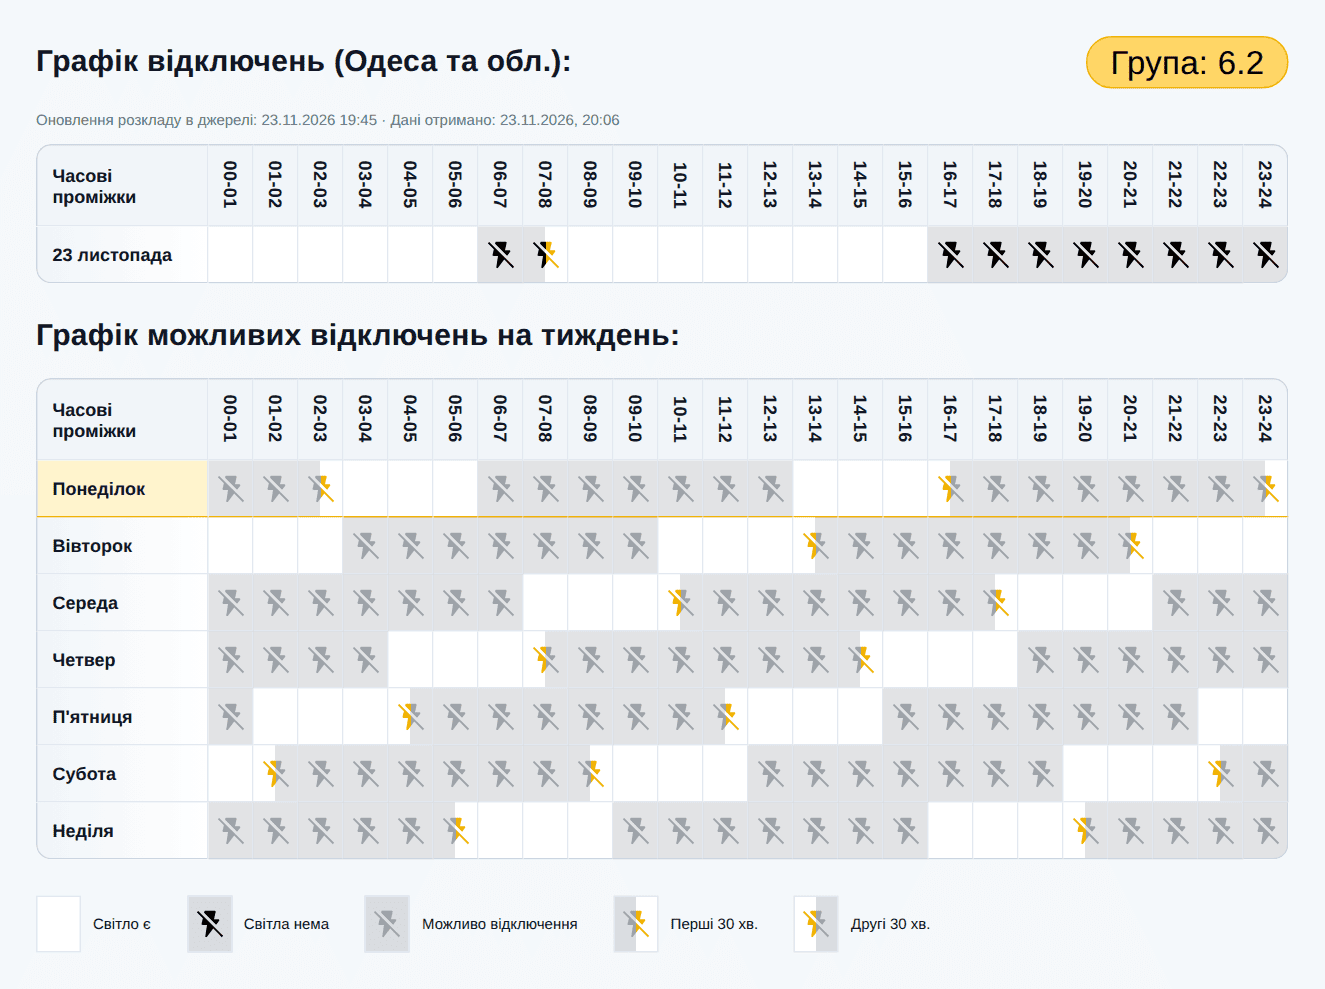 Графік відключень (Одеса та обл.):
Група: 6.2
Оновлення розкладу в джерелі: 23.11.2026 19:45 · Дані отримано: 23.11.2026, 20:06
Часові проміжки 00-01 01-02 02-03 03-04 04-05 05-06 06-07 07-08 08-09 09-10 10-11 11-12 12-13 13-14 14-15 15-16 16-17 17-18 18-19 19-20 20-21 21-22 22-23 23-24
23 листопада
Графік можливих відключень на тиждень:
Часові проміжки 00-01 01-02 02-03 03-04 04-05 05-06 06-07 07-08 08-09 09-10 10-11 11-12 12-13 13-14 14-15 15-16 16-17 17-18 18-19 19-20 20-21 21-22 22-23 23-24
Понеділок
Вівторок
Середа
Четвер
П'ятниця
Субота
Неділя
Світло є Світла нема Можливо відключення Перші 30 хв. Другі 30 хв.